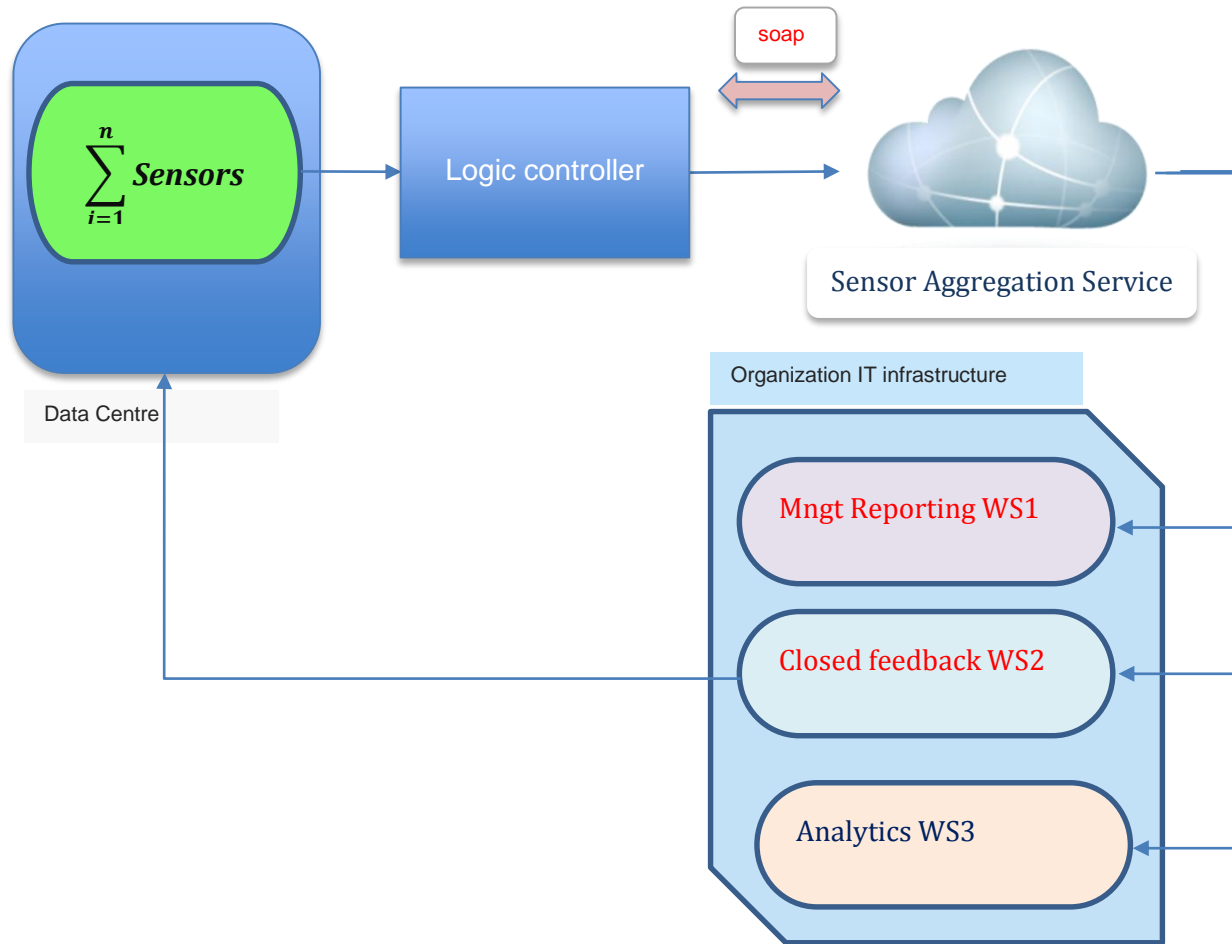 soap
n
∑ Sensors
i=1
Logic controller
Sensor Aggregation Service
Data Centre
Organization IT infrastructure
Mngt Reporting WS1
Closed feedback WS2
Analytics WS3